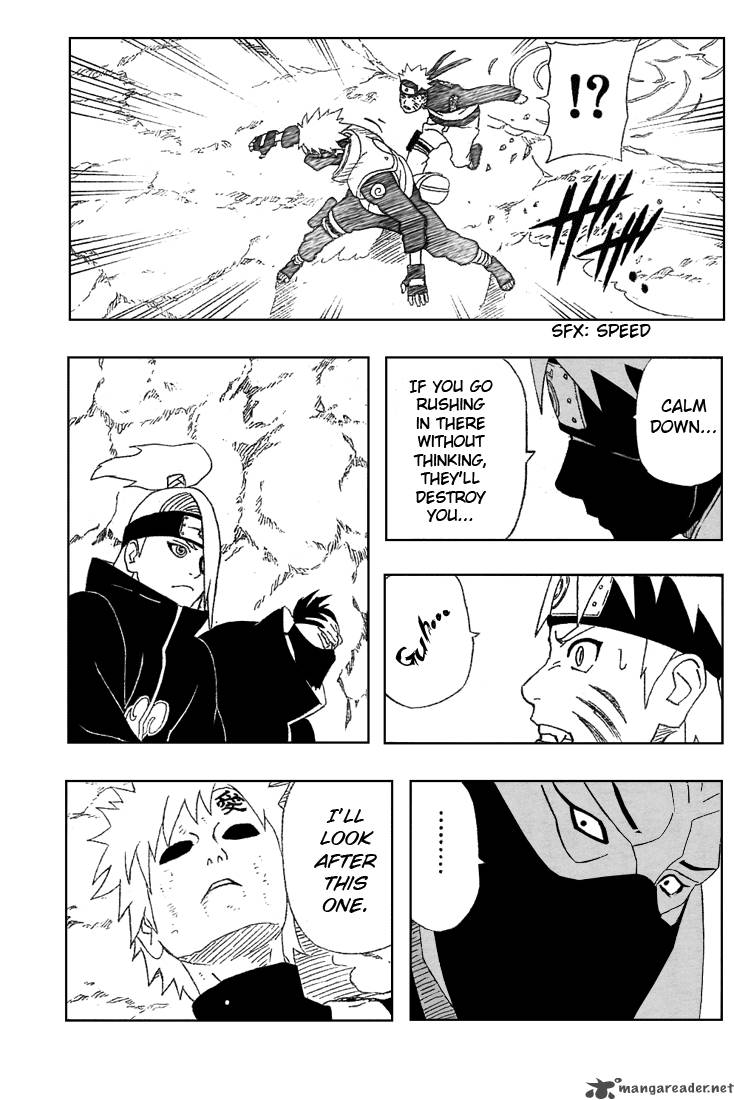 !?
SFX: SPEED
CALM
DOWN...
IF YOU GO
RUSHING
IN THERE
WITHOUT
THINKING,
THEY'LL
DESTROY
YOU...
Guh...
.........
I'LL
LOOK
AFTER
THIS
ONE.
愛
mangareader.net